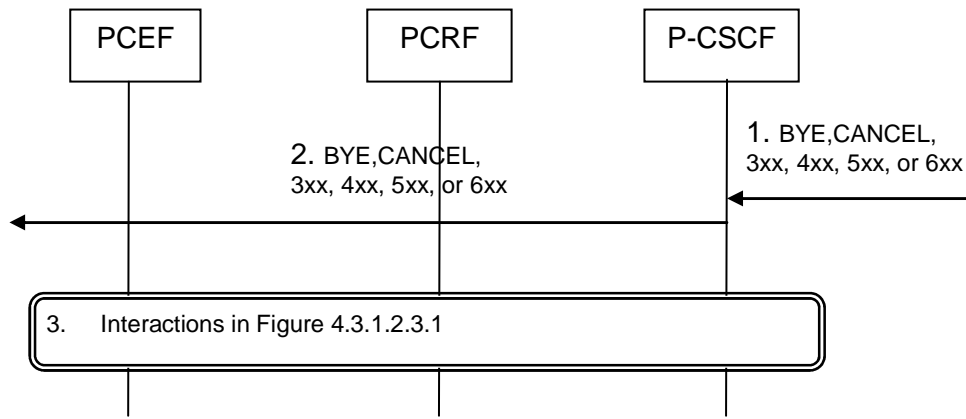 PCEF
PCRF
P-CSCF
1. BYE,CANCEL,
3xx, 4xx, 5xx, or 6xx
2. BYE,CANCEL,
3xx, 4xx, 5xx, or 6xx
3. Interactions in Figure 4.3.1.2.3.1